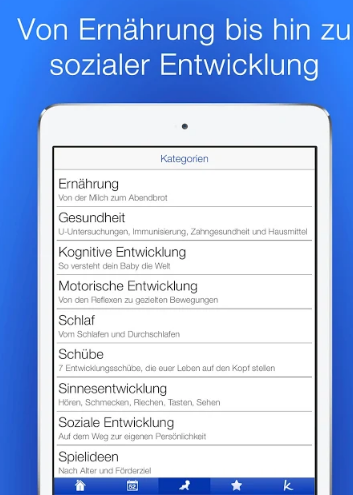 Von Ernährung bis hin zu
sozialer Entwicklung
Kategorien
Ernährung
Von der Milch zum Abendbrot
Gesundheit
U-Untersuchungen, Immunisierung, Zahngesundheit und Hausmittel
Kognitive Entwicklung
So versteht dein Baby die Welt
Motorische Entwicklung
Von den Reflexen zu gezielten Bewegungen
Schlaf
Vom Schlafen und Durchschlafen
Schübe
7 Entwicklungsschübe, die euer Leben auf den Kopf stellen
Sinnesentwicklung
Hören, Schmecken, Riechen, Tasten, Sehen
Soziale Entwicklung
Auf dem Weg zur eigenen Persönlichkeit
Spielideen
Nach Alter und Förderziel
52
k